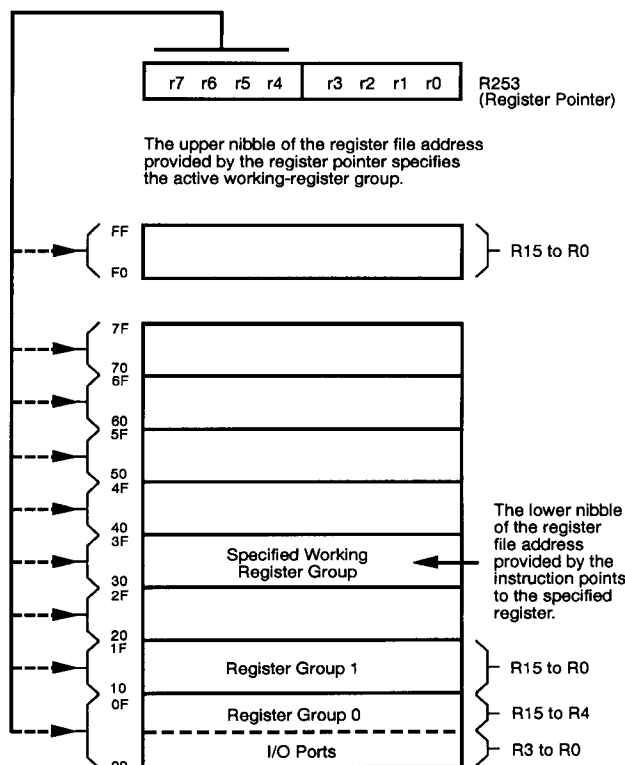 r7 r6 r5 r4 r3 r2 r1 r0
R253
(Register Pointer)
The upper nibble of the register file address
provided by the register pointer specifies
the active working-register group.
FF
F0
R15 to R0
7F
70
6F
60
5F
50
4F
40
3F
Specified Working
Register Group
The lower nibble
of the register
file address
provided by the
instruction points
to the specified
register.
30
2F
20
1F
Register Group 1
R15 to R0
10
0F
Register Group 0
R15 to R4
I/O Ports
R3 to R0